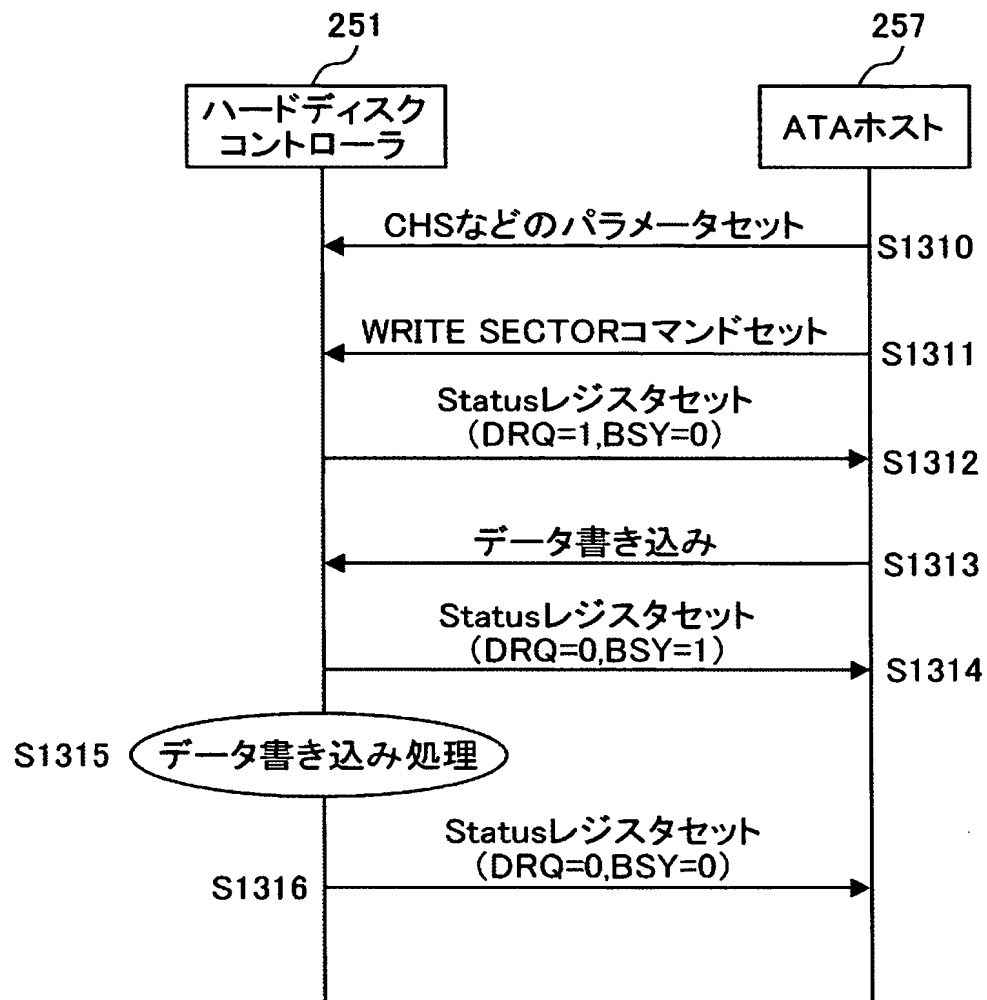 251
257
ハードディスク
コントローラ
ATAホスト
CHSなどのパラメータセット
S1310
WRITE SECTORコマンドセット
S1311
Statusレジスタセット
(DRQ=1,BSY=0)
S1312
データ書き込み
S1313
Statusレジスタセット
(DRQ=0,BSY=1)
S1314
S1315
データ書き込み処理
Statusレジスタセット
(DRQ=0,BSY=0)
S1316